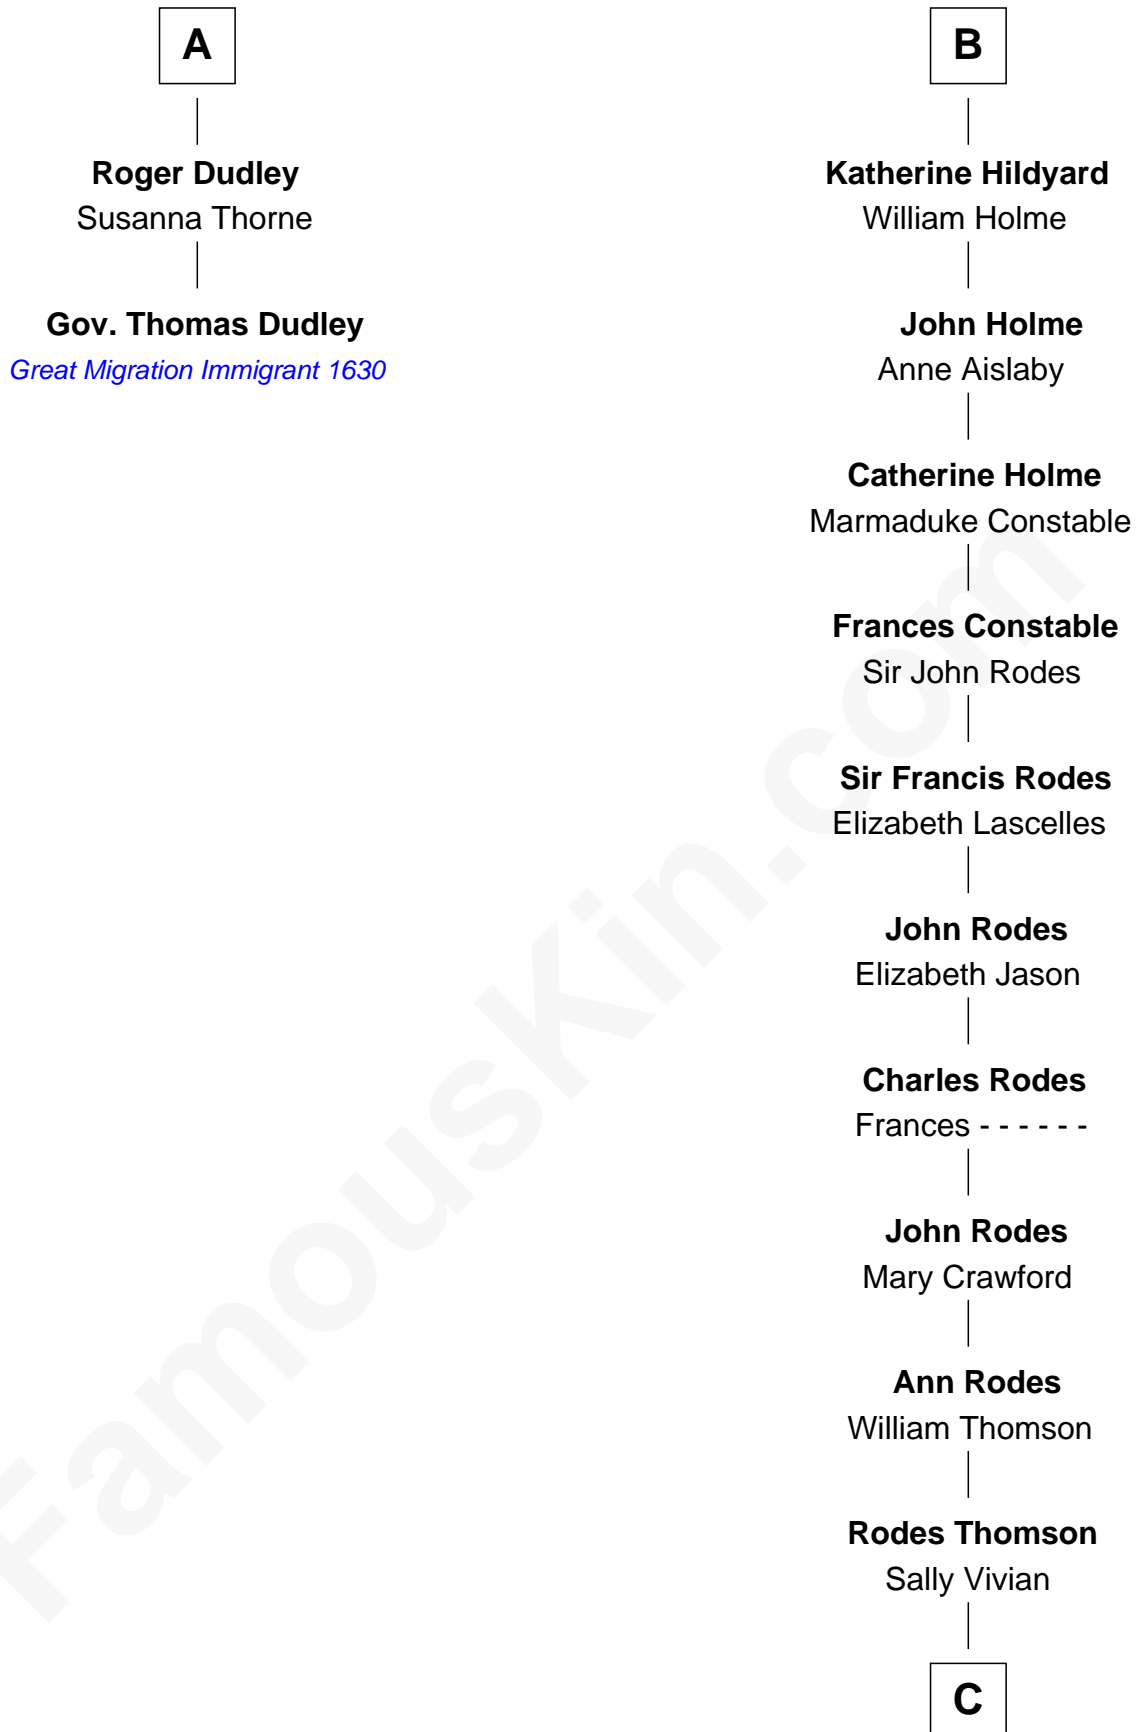 A
Roger Dudley
Susanna Thorne
Gov. Thomas Dudley
Great Migration Immigrant 1630
B
Katherine Hildyard
William Holme
John Holme
Anne Aislaby
Catherine Holme
Marmaduke Constable
Frances Constable
Sir John Rodes
Sir Francis Rodes
Elizabeth Lascelles
John Rodes
Elizabeth Jason
Charles Rodes
Frances - - - - - -
John Rodes
Mary Crawford
Ann Rodes
William Thomson
Rodes Thomson
Sally Vivian
C
FamousKin.com